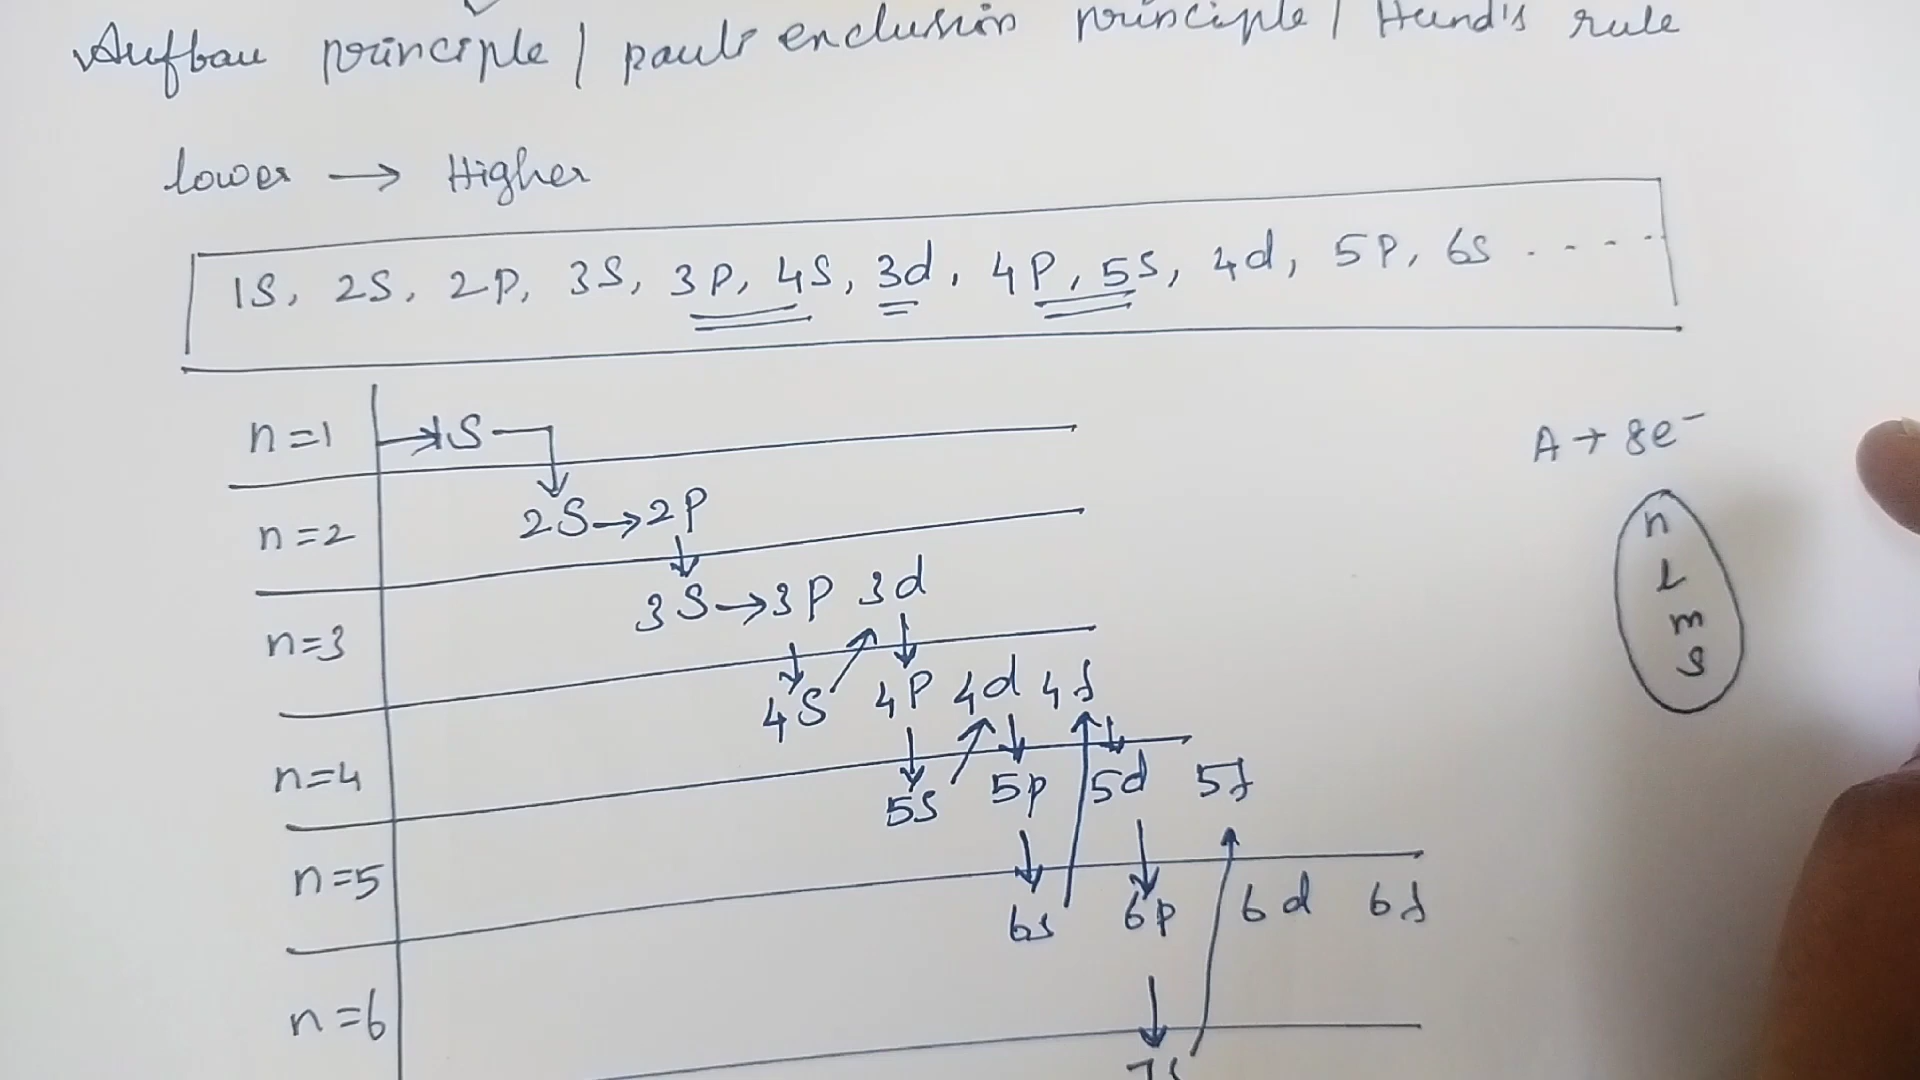 Aufbau principle / pauli exclusion principle / Hund's rule
lower → Higher
1S, 2S, 2P, 3S, 3P, 4S, 3d, 4P, 5S, 4d, 5P, 6S ----
n=1 1S
A → 8e⁻
n=2 2S→2P
n
l
m
s
n=3 3S→3P 3d
4S 4P 4d 4f
n=4
5S 5p 5d 5f
n=5
6s 6p 6d 6f
n=6
7s